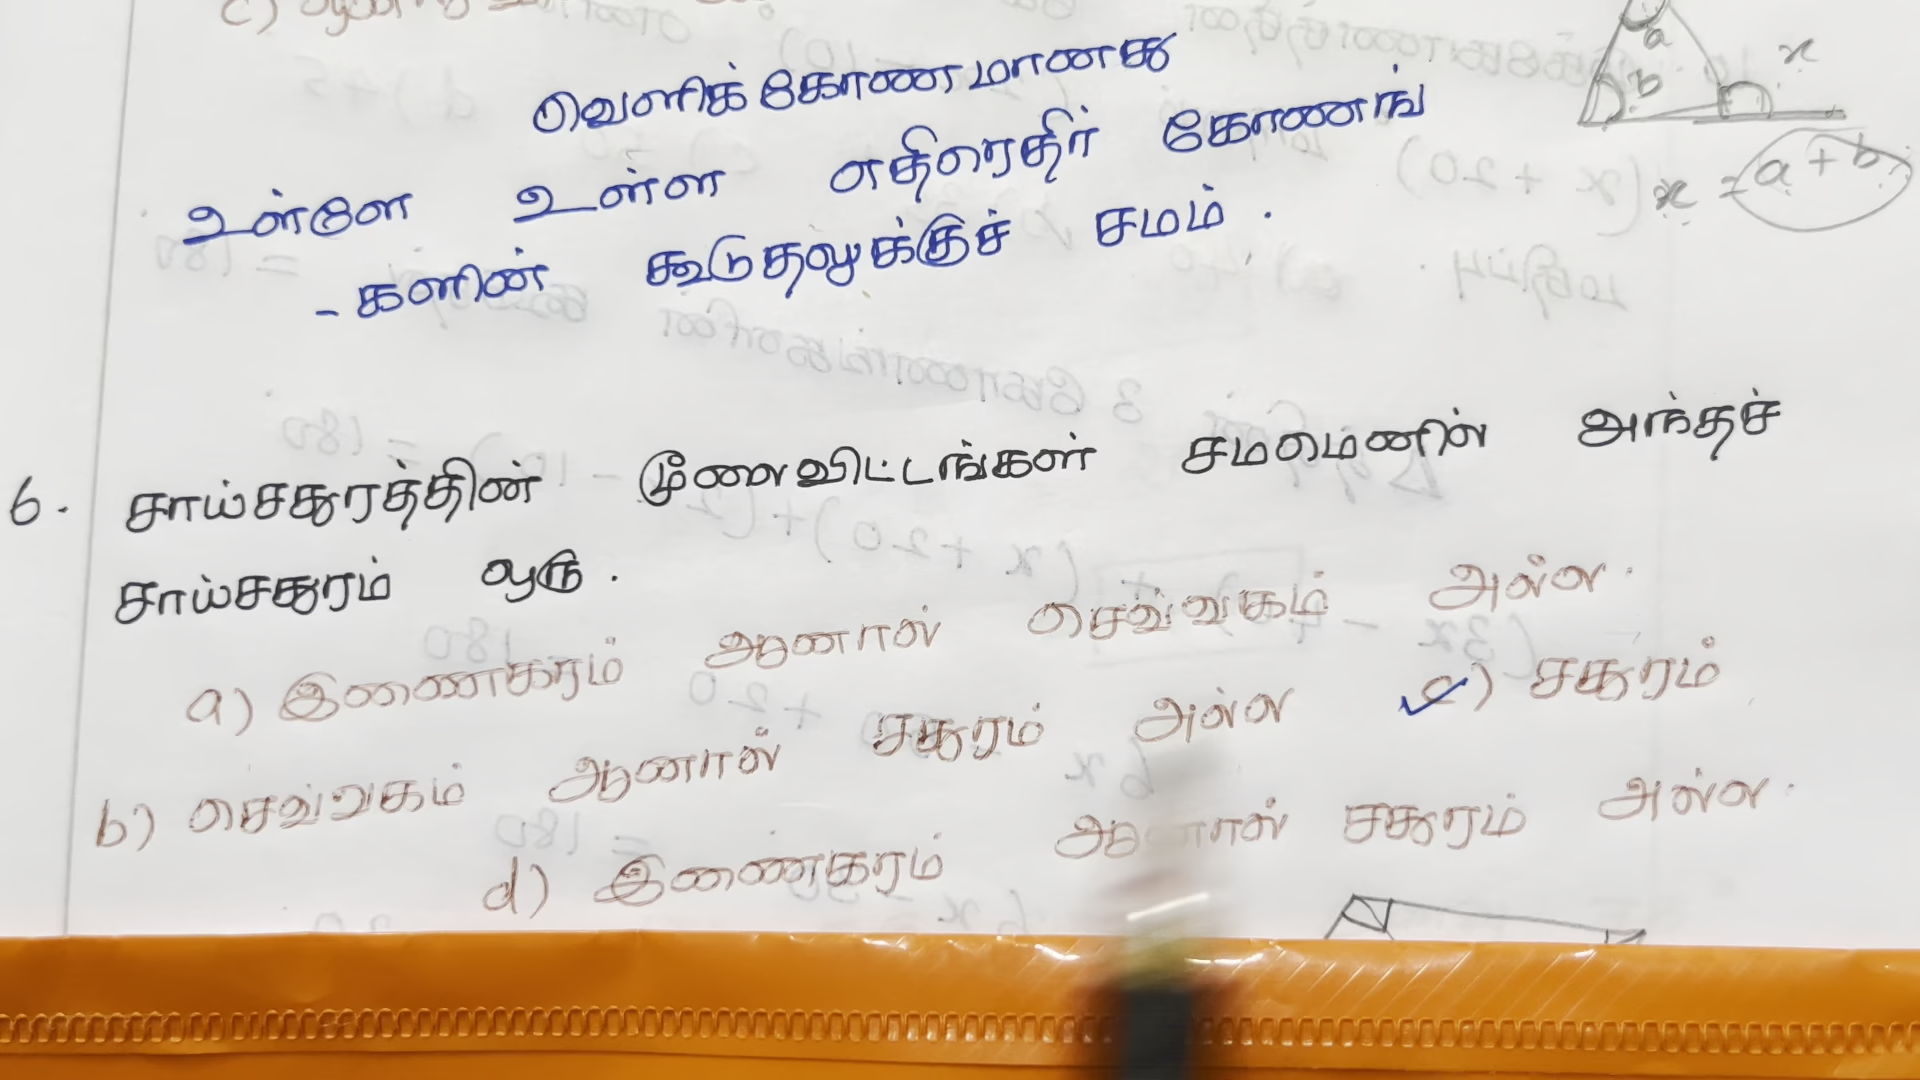 வெளிக்கோணமானது
உள்ளே உள்ள எதிரெதிர் கோணங்
- களின் கூடுதலுக்குச் சமம் .
a
b
x
x = a + b
6. சாய்சதுரத்தின் மூலைவிட்டங்கள் சமமெனில் அந்தச்
சாய்சதுரம் ஒரு .
a) இணைகரம் ஆனால் செவ்வகம் அல்ல .
b) செவ்வகம் ஆனால் சதுரம் அல்ல c) சதுரம்
d) இணைகரம் ஆனால் சதுரம் அல்ல .